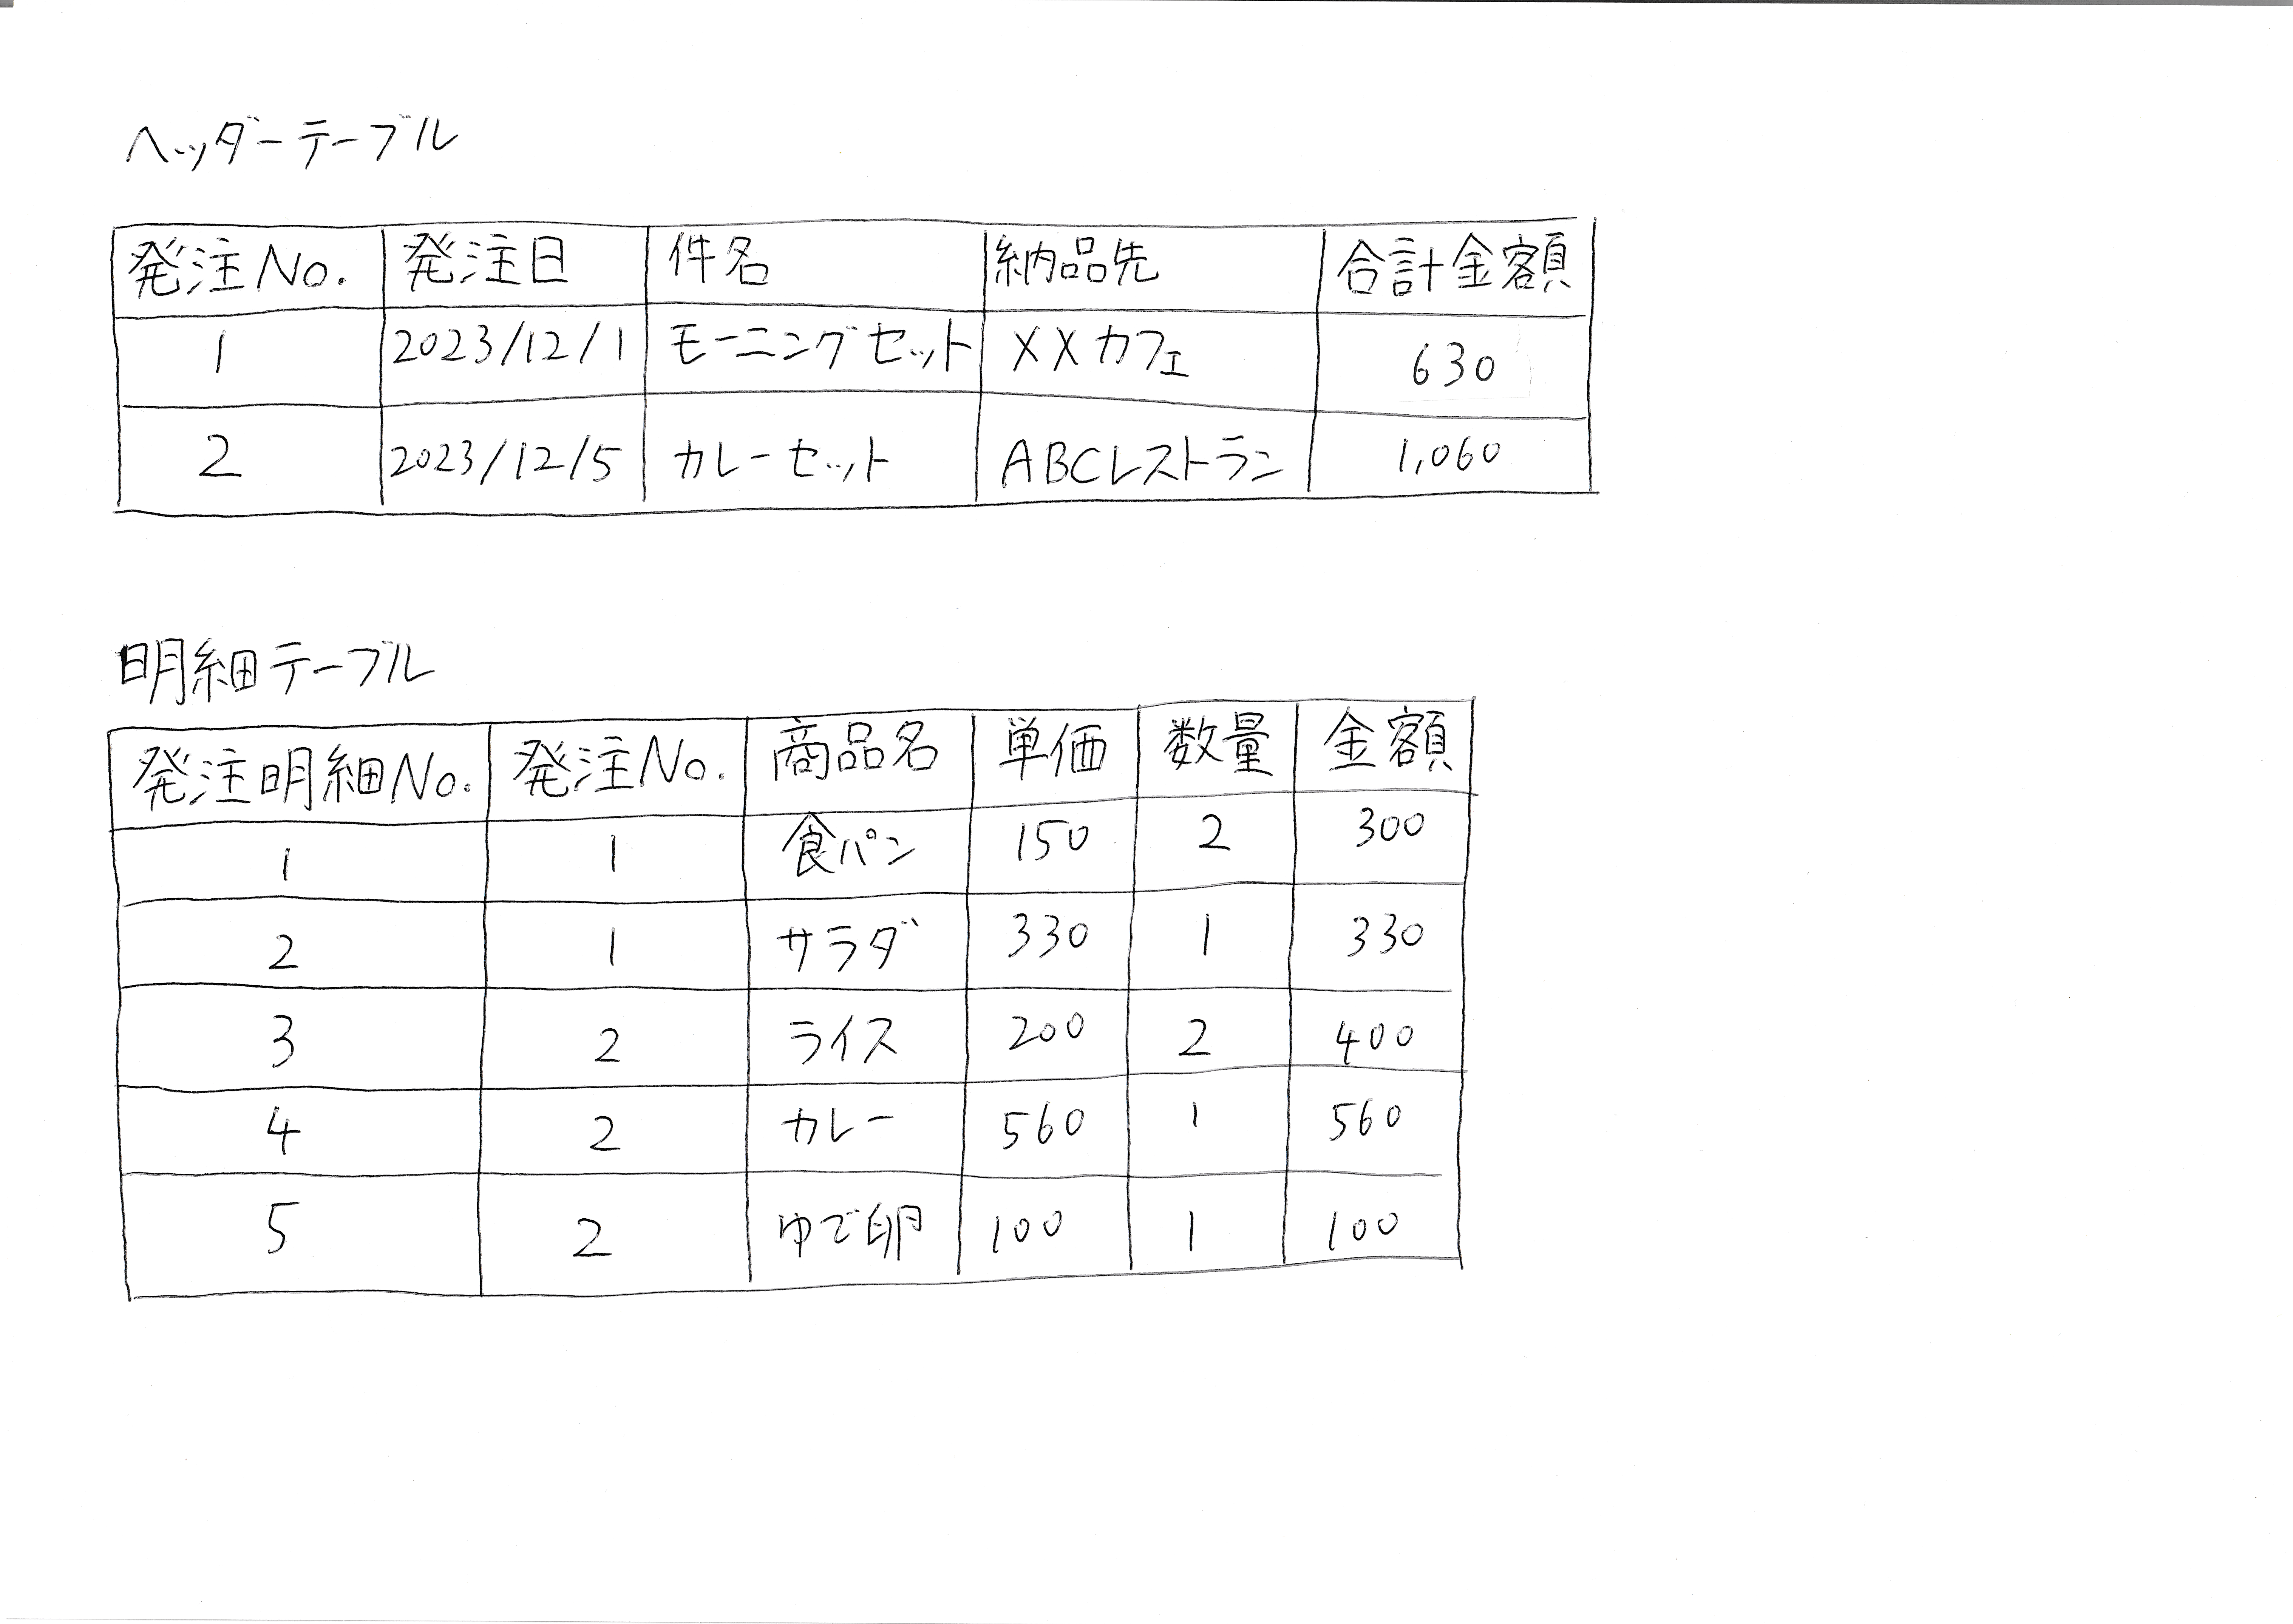 ヘッダーテーブル
発注No. 発注日 件名 納品先 合計金額
1 2023/12/1 モーニングセット XXカフェ 630
2 2023/12/5 カレーセット ABCレストラン 1,060
明細テーブル
発注明細No. 発注No. 商品名 単価 数量 金額
1 1 食パン 150 2 300
2 1 サラダ 330 1 330
3 2 ライス 200 2 400
4 2 カレー 560 1 560
5 2 ゆで卵 100 1 100